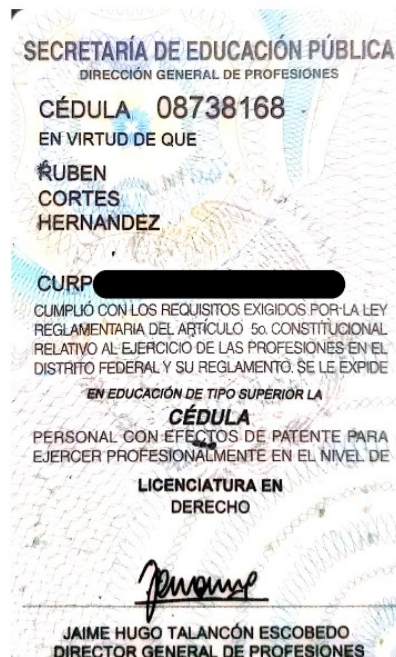 SECRETARÍA DE EDUCACIÓN PÚBLICA
DIRECCIÓN GENERAL DE PROFESIONES
CÉDULA 08738168
EN VIRTUD DE QUE
RUBEN
CORTES
HERNANDEZ
CURP
CUMPLIÓ CON LOS REQUISITOS EXIGIDOS POR LA LEY
REGLAMENTARIA DEL ARTÍCULO 5o. CONSTITUCIONAL
RELATIVO AL EJERCICIO DE LAS PROFESIONES EN EL
DISTRITO FEDERAL Y SU REGLAMENTO. SE LE EXPIDE
EN EDUCACIÓN DE TIPO SUPERIOR LA
CÉDULA
PERSONAL CON EFECTOS DE PATENTE PARA
EJERCER PROFESIONALMENTE EN EL NIVEL DE
LICENCIATURA EN
DERECHO
JAIME HUGO TALANCÓN ESCOBEDO
DIRECTOR GENERAL DE PROFESIONES